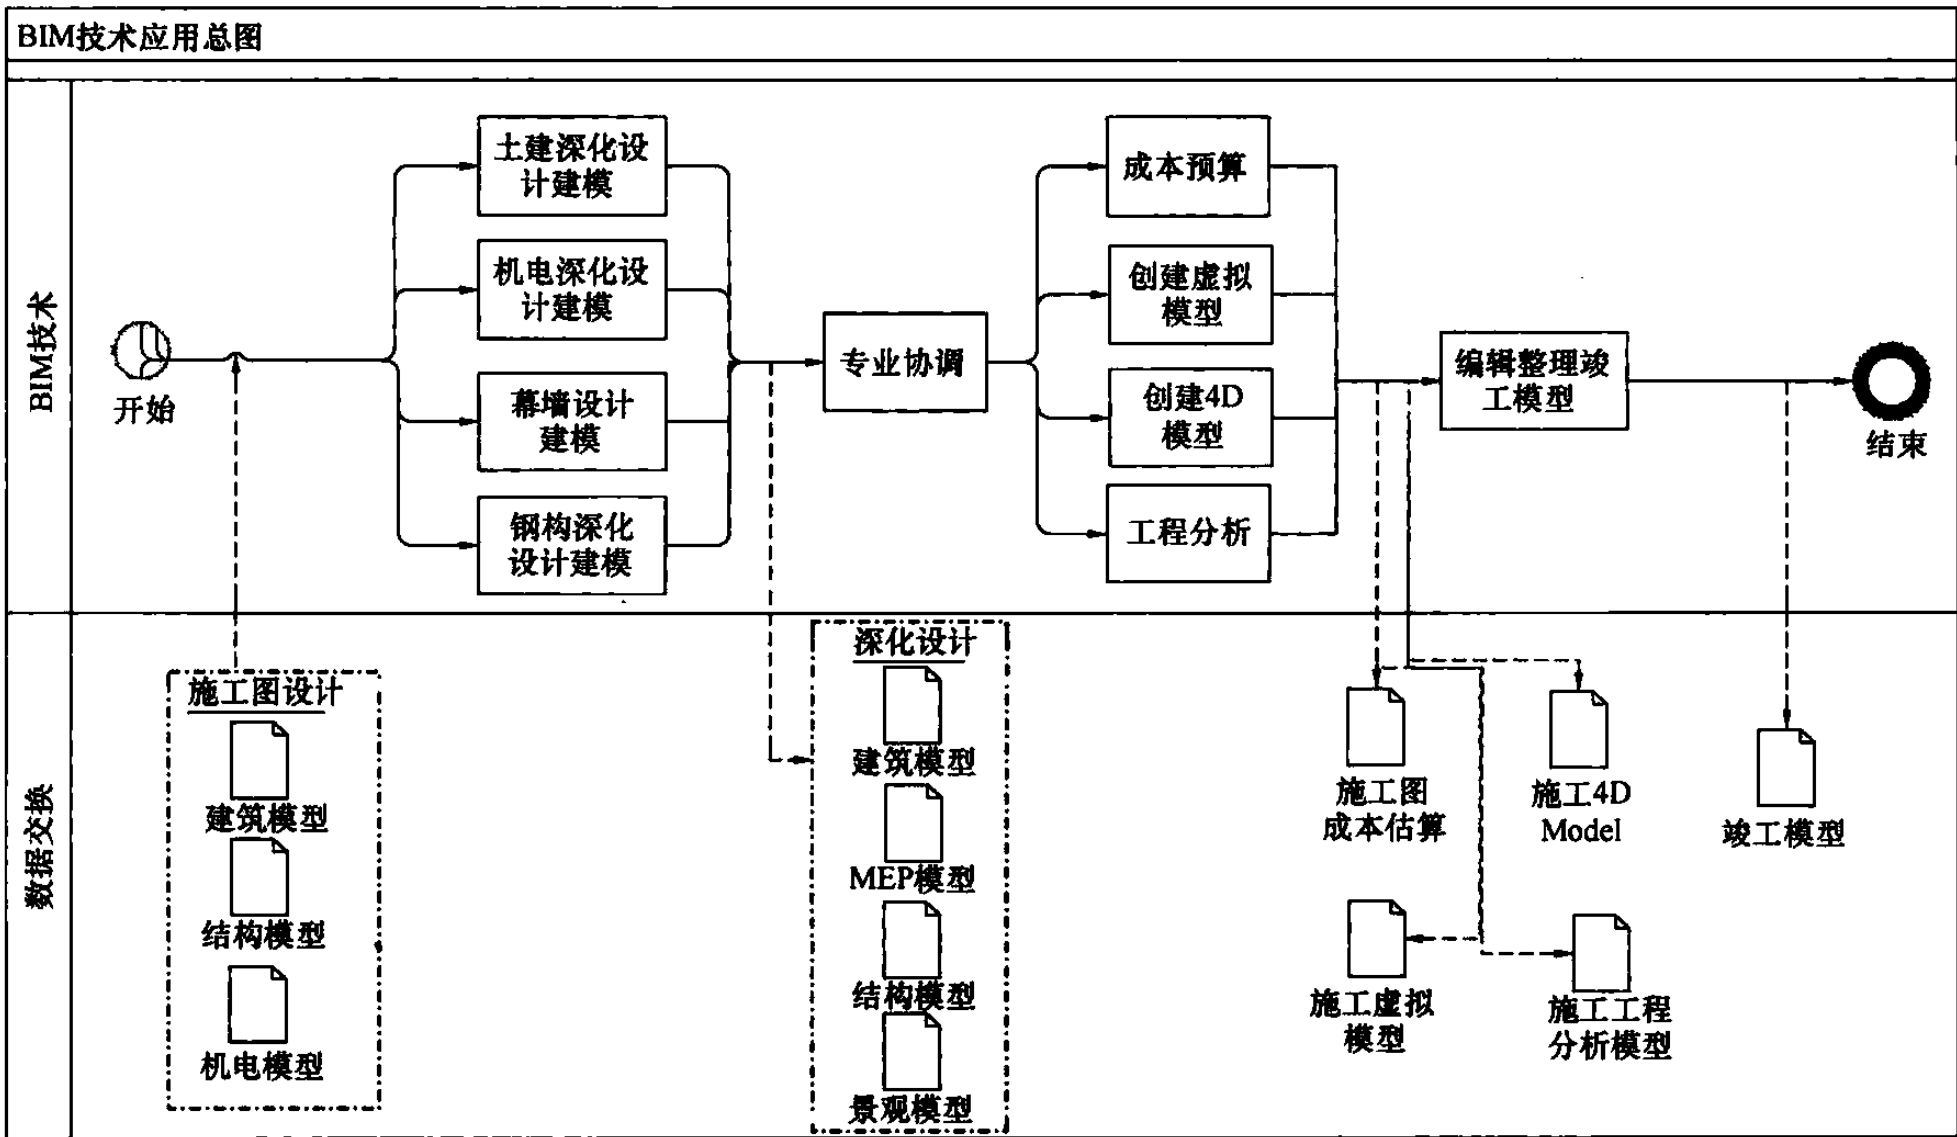 BIM技术应用总图
BIM技术
开始
土建深化设
计建模
机电深化设
计建模
幕墙设计
建模
钢构深化
设计建模
专业协调
成本预算
创建虚拟
模型
创建4D
模型
工程分析
编辑整理竣
工模型
结束
数据交换
施工图设计
建筑模型
结构模型
机电模型
深化设计
建筑模型
MEP模型
结构模型
景观模型
施工图
成本估算
施工4D
Model
竣工模型
施工虚拟
模型
施工工程
分析模型